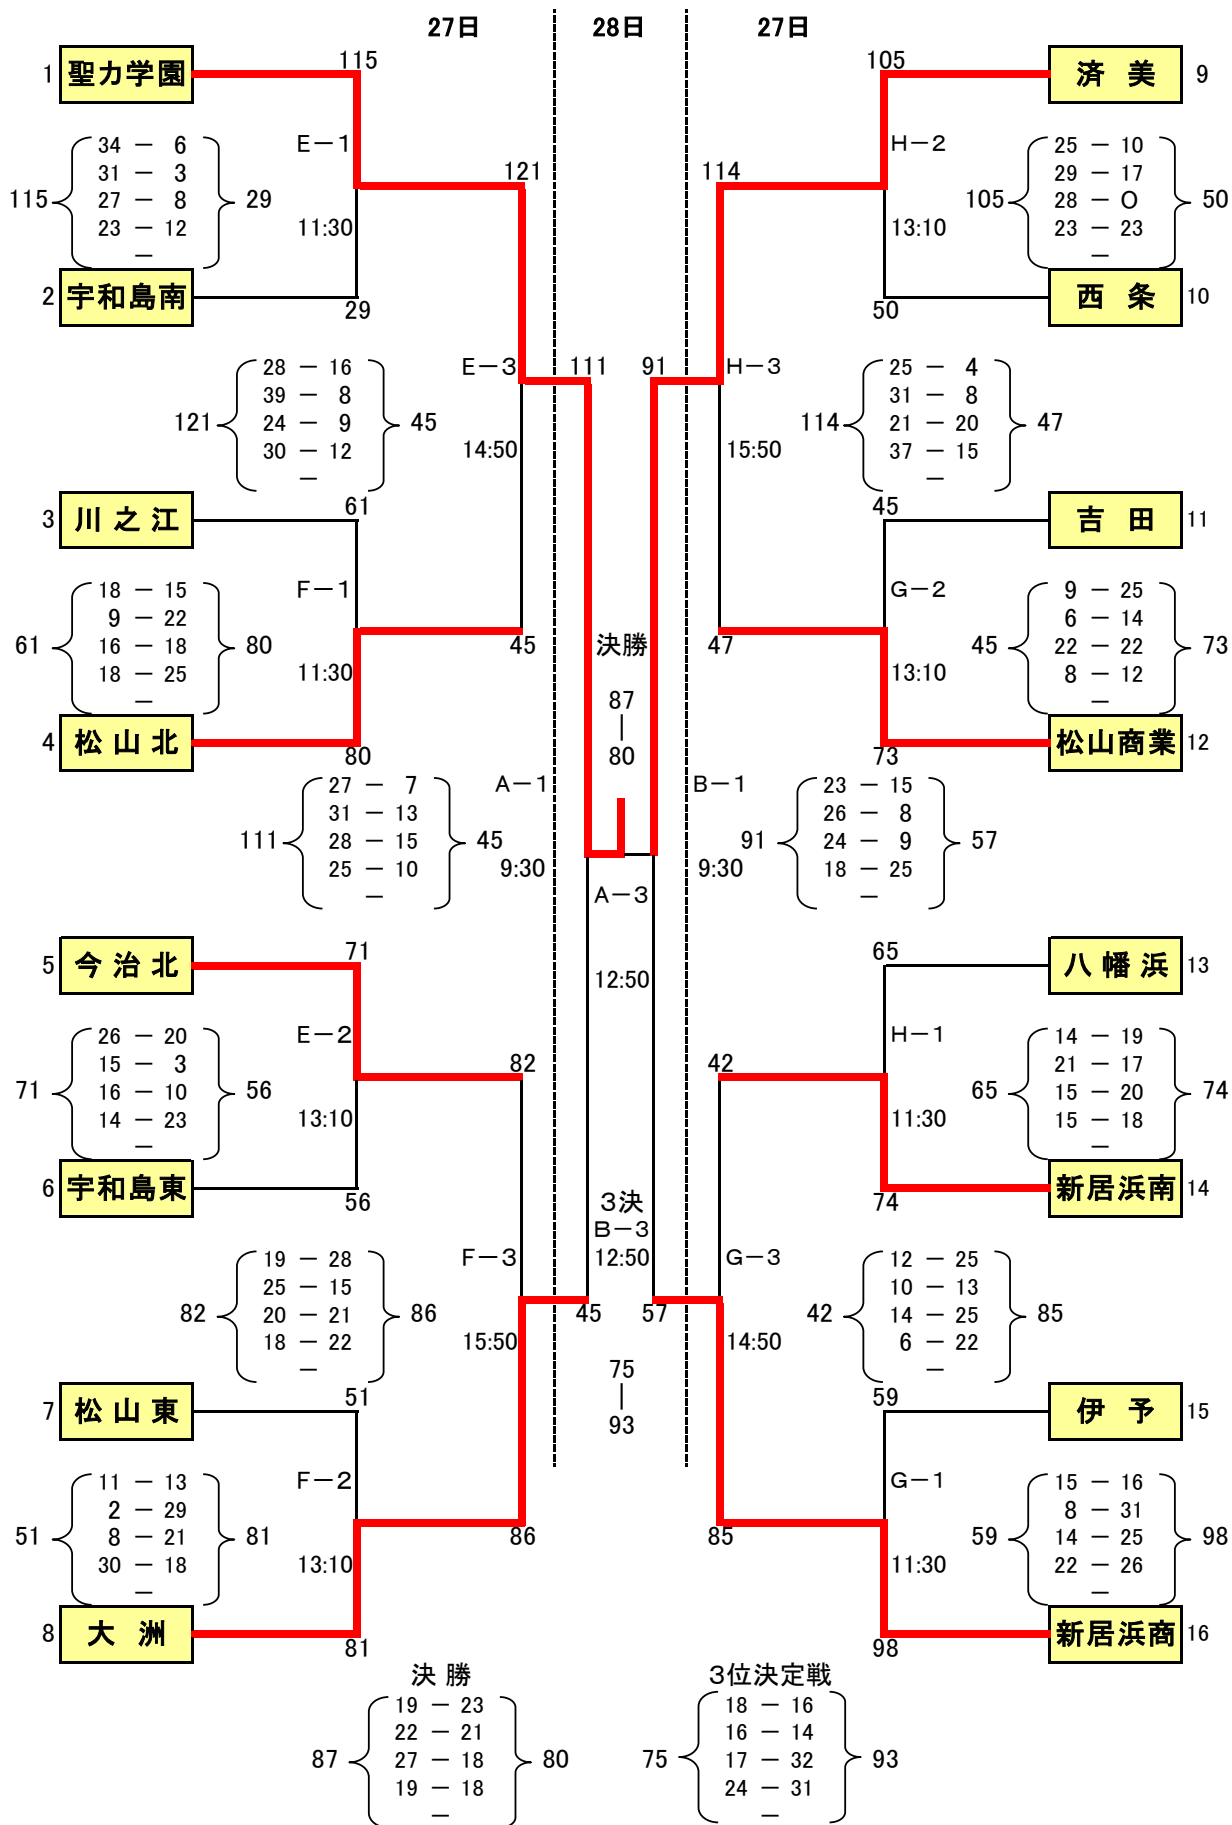 27日 28日 27日
115 105
1 聖カ学園 済 美 9
34 － 6 E－1 H－2 25 － 10
31 － 3 121 114 29 － 17
115 27 － 8 29 105 28 － O 50
23 － 12 11:30 13:10 23 － 23
－ －
2 宇和島南 西 条 10
29 50
28 － 16 E－3 111 91 H－3 25 － 4
39 － 8 31 － 8
121 24 － 9 45 114 21 － 20 47
30 － 12 14:50 15:50 37 － 15
－ －
61 45
3 川 之 江 吉 田 11
18 － 15 F－1 G－2 9 － 25
9 － 22 6 － 14
61 16 － 18 80 45 決勝 47 45 22 － 22 73
18 － 25 11:30 13:10 8 － 12
－ 87 －
4 松 山 北 | 松山商業 12
80 80 73
27 － 7 A－1 B－1 23 － 15
31 － 13 26 － 8
111 28 － 15 45 91 24 － 9 57
25 － 10 9:30 9:30 18 － 25
－ A－3 －
71 65
5 今 治 北 12:50 八 幡 浜 13
26 － 20 E－2 H－1 14 － 19
15 － 3 82 42 21 － 17
71 16 － 10 56 65 15 － 20 74
14 － 23 13:10 11:30 15 － 18
－ －
6 宇和島東 新居浜南 14
56 3決 74
B－3
19 － 28 F－3 12:50 G－3 12 － 25
25 － 15 10 － 13
82 20 － 21 86 45 57 42 14 － 25 85
18 － 22 15:50 14:50 6 － 22
－ 75 －
51 | 59
7 松 山 東 93 伊 予 15
11 － 13 F－2 G－1 15 － 16
2 － 29 8 － 31
51 8 － 21 81 86 85 59 14 － 25 98
30 － 18 13:10 11:30 22 － 26
－ －
8 大 洲 新居浜商 16
81 98
決 勝 3位決定戦
19 － 23 18 － 16
22 － 21 16 － 14
87 27 － 18 80 75 17 － 32 93
19 － 18 24 － 31
－ －